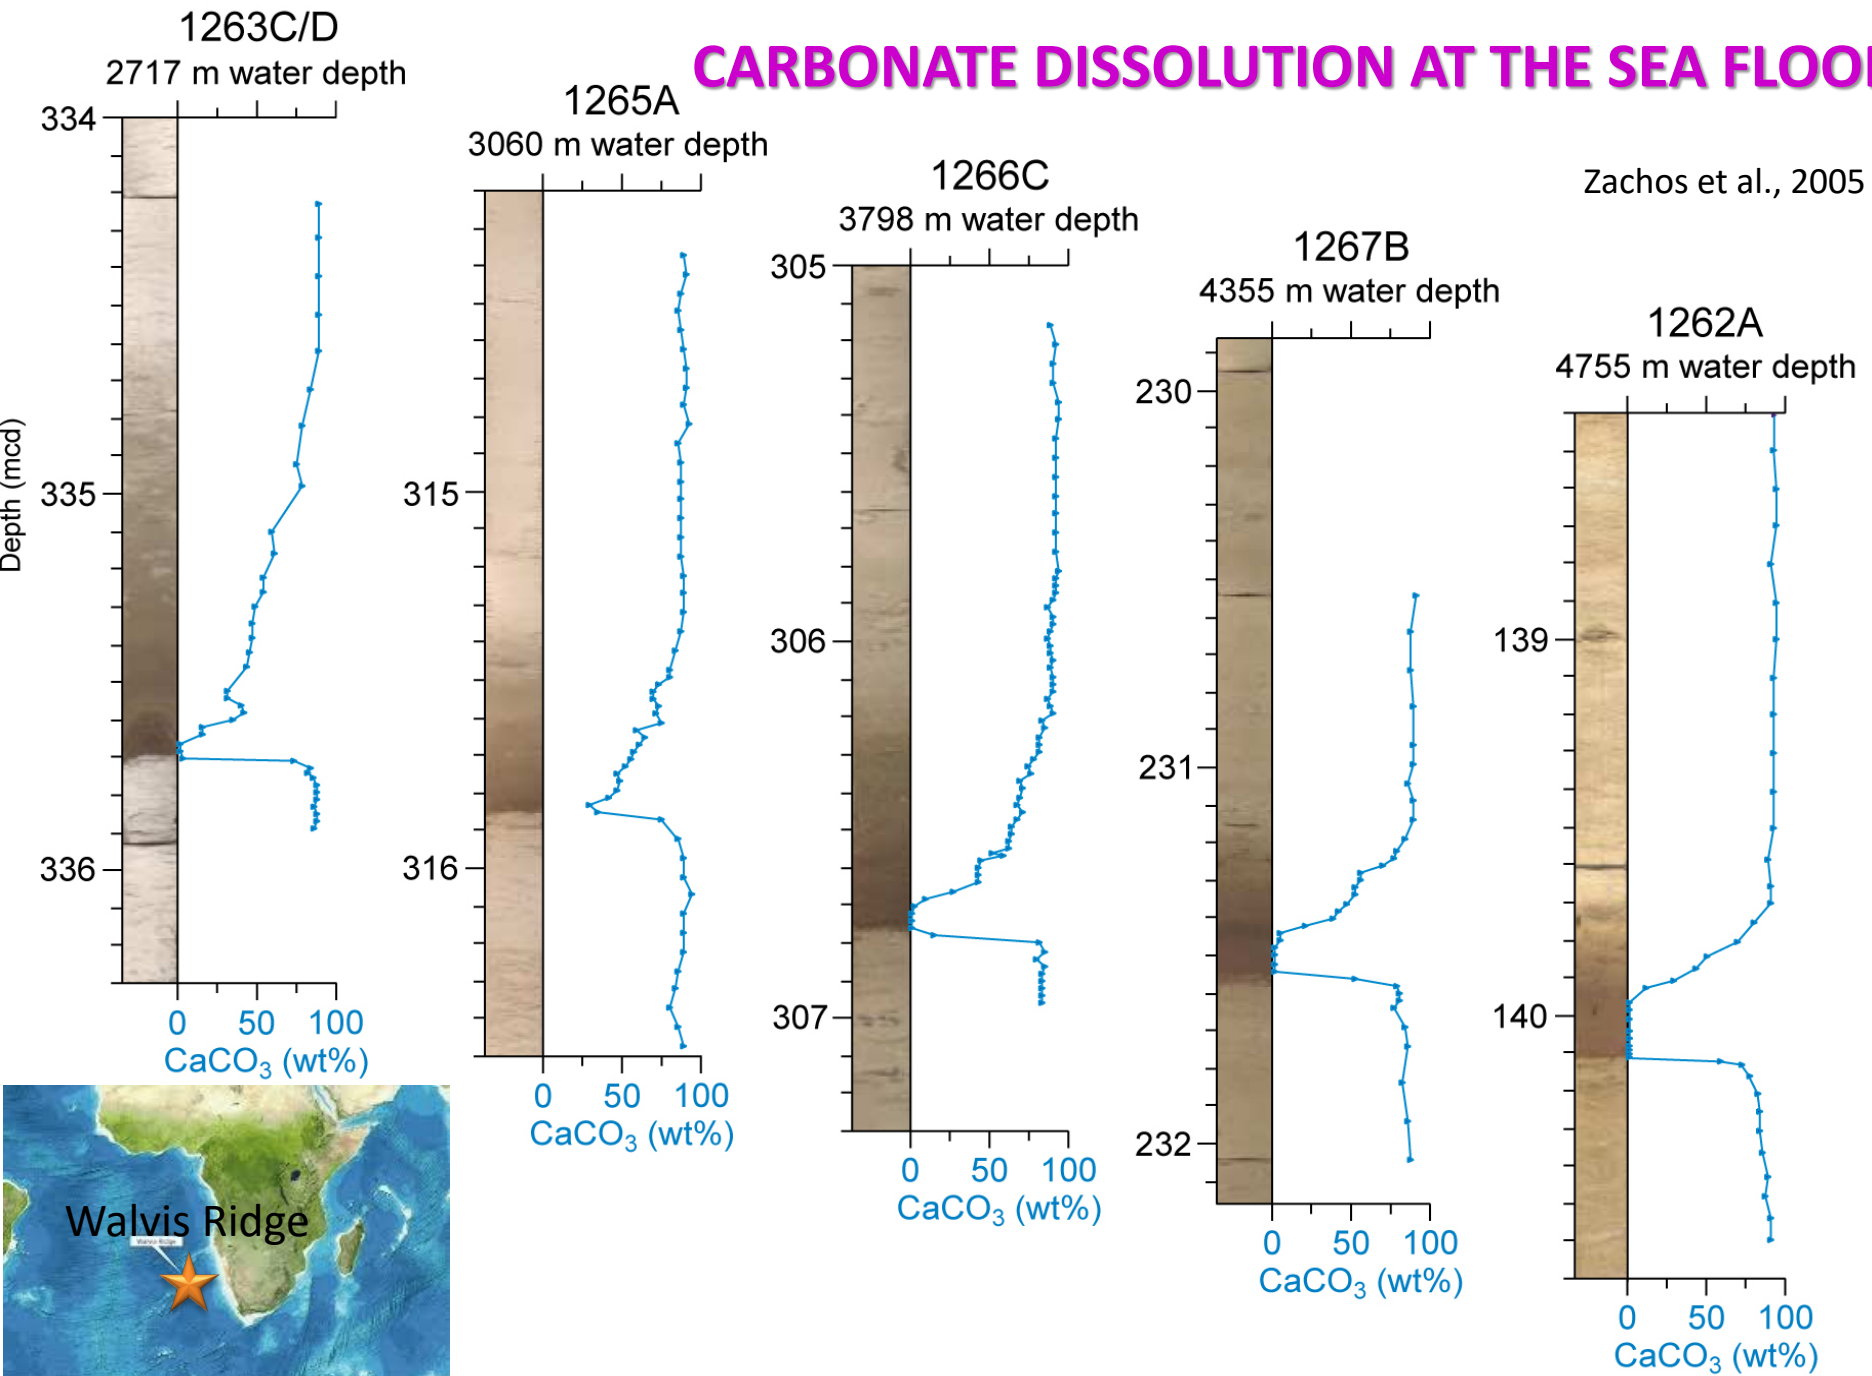 CARBONATE DISSOLUTION AT THE SEA FLOO
Zachos et al., 2005
Depth (mcd)
1263C/D
2717 m water depth
334
335
336
0 50 100
CaCO₃ (wt%)
1265A
3060 m water depth
315
316
0 50 100
CaCO₃ (wt%)
1266C
3798 m water depth
305
306
307
0 50 100
CaCO₃ (wt%)
1267B
4355 m water depth
230
231
232
0 50 100
CaCO₃ (wt%)
1262A
4755 m water depth
139
140
0 50 100
CaCO₃ (wt%)
Walvis Ridge
Walvis Ridge